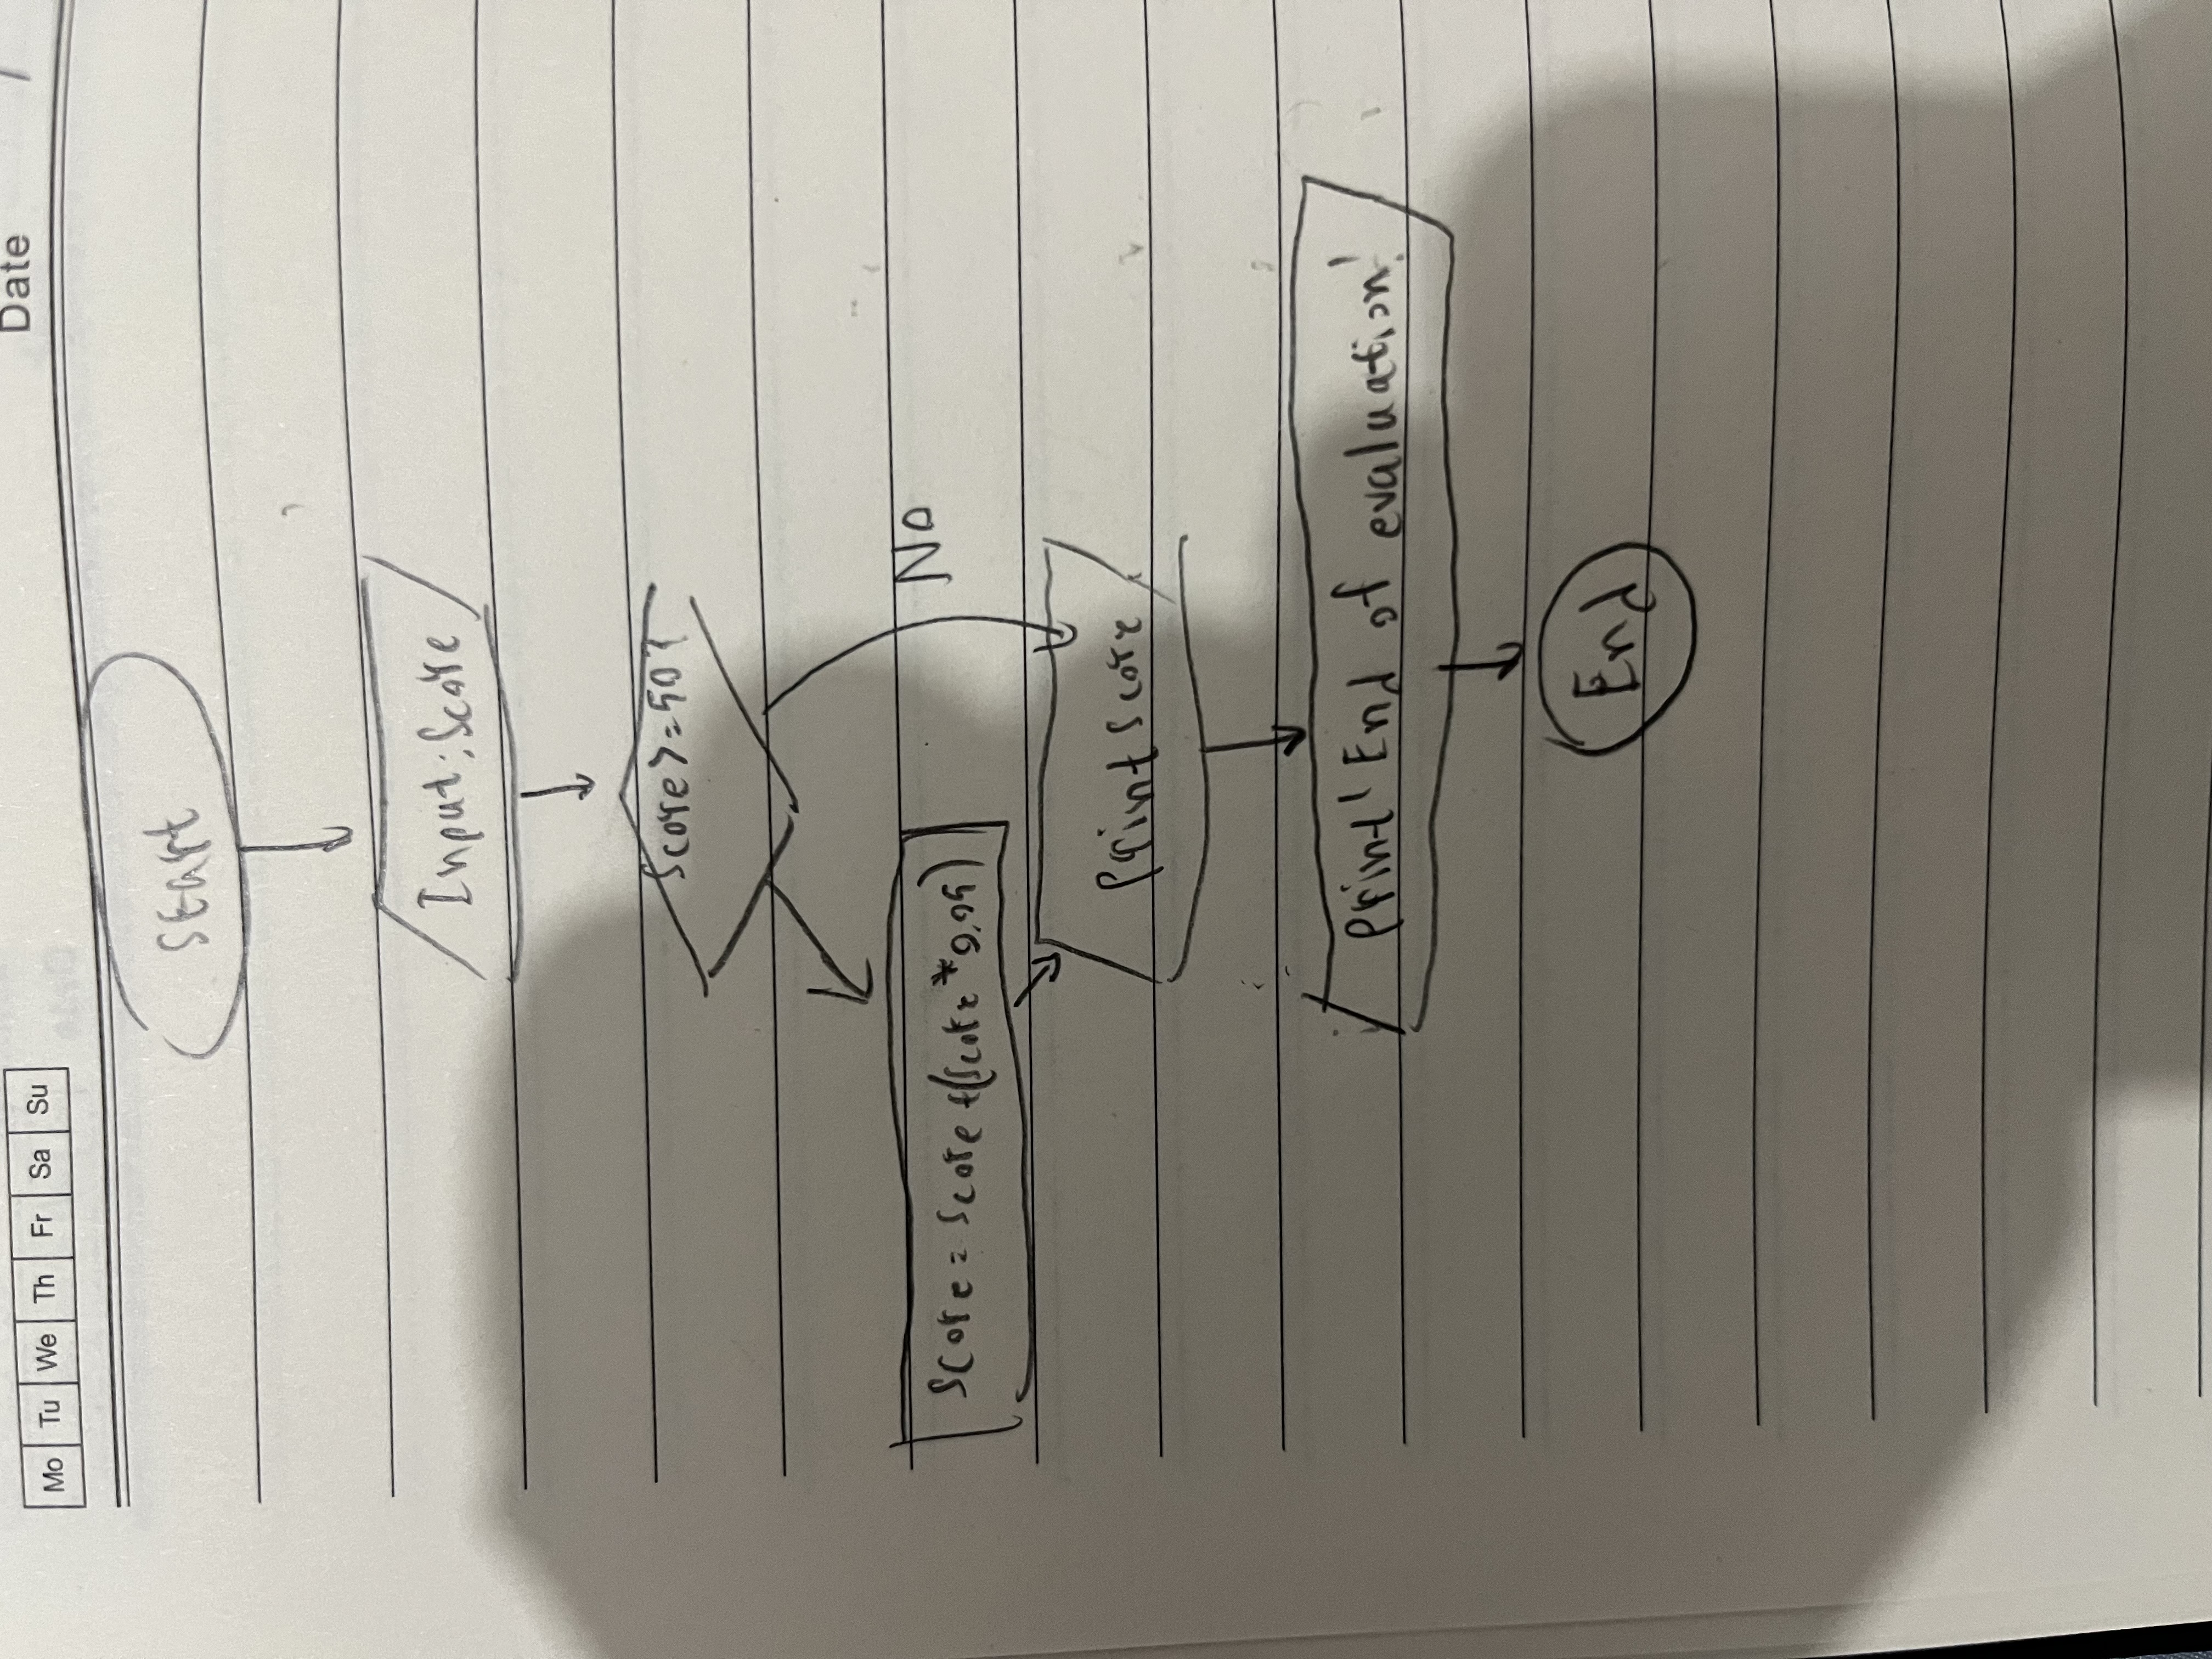 Mo Tu We Th Fr Sa Su
Date /
Start
Input: Score
Score >= 50?
Score = Score + (Score * 0.05)
No
Print Score
Print 'End of evaluation'
End